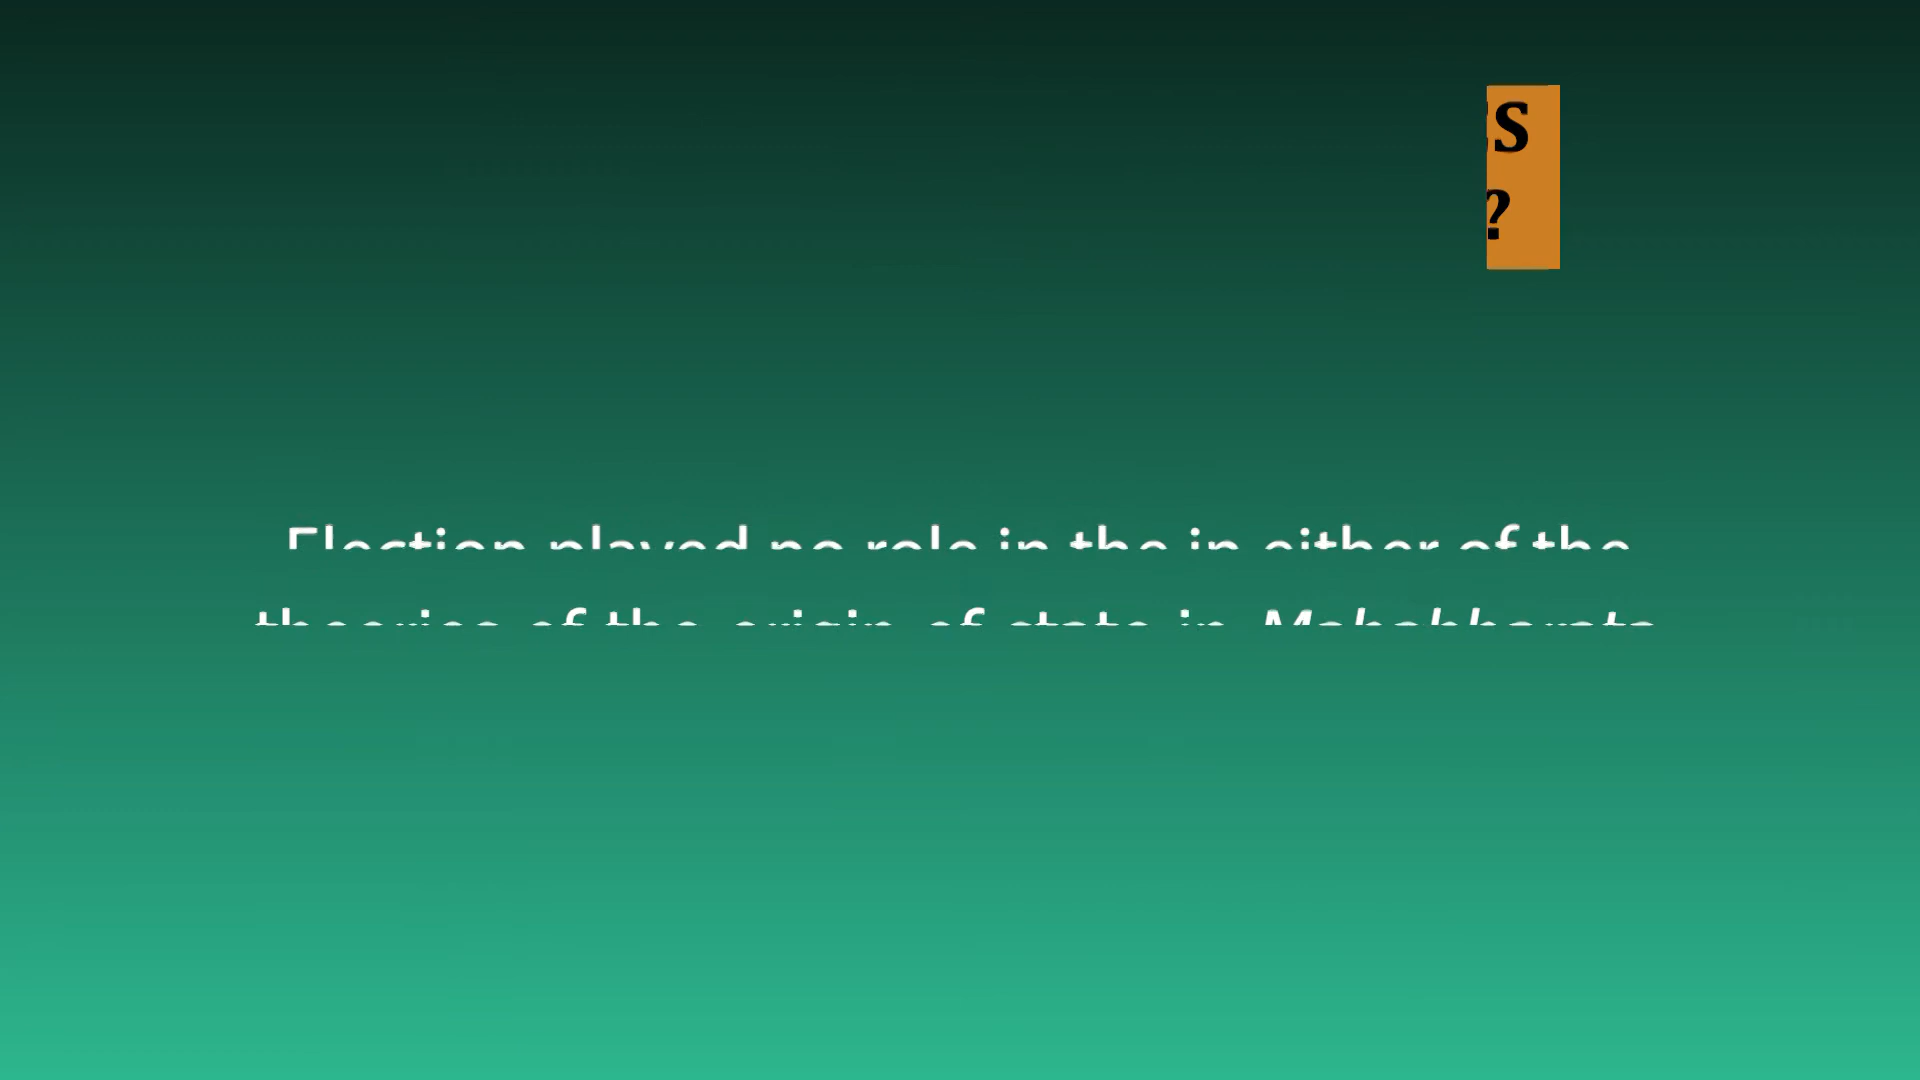 S
?
Election played no role in the in either of the
theories of the origin of state in Mahabharata